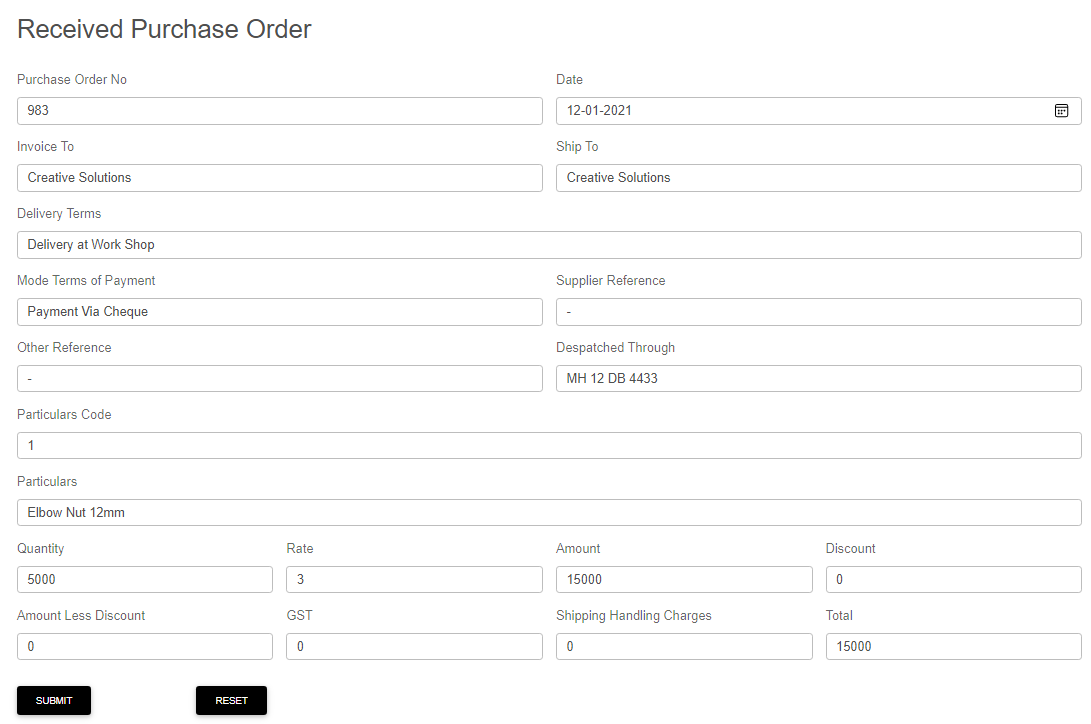 Received Purchase Order
Purchase Order No Date
983 12-01-2021
Invoice To Ship To
Creative Solutions Creative Solutions
Delivery Terms
Delivery at Work Shop
Mode Terms of Payment Supplier Reference
Payment Via Cheque -
Other Reference Despatched Through
- MH 12 DB 4433
Particulars Code
1
Particulars
Elbow Nut 12mm
Quantity Rate Amount Discount
5000 3 15000 0
Amount Less Discount GST Shipping Handling Charges Total
0 0 0 15000
SUBMIT RESET